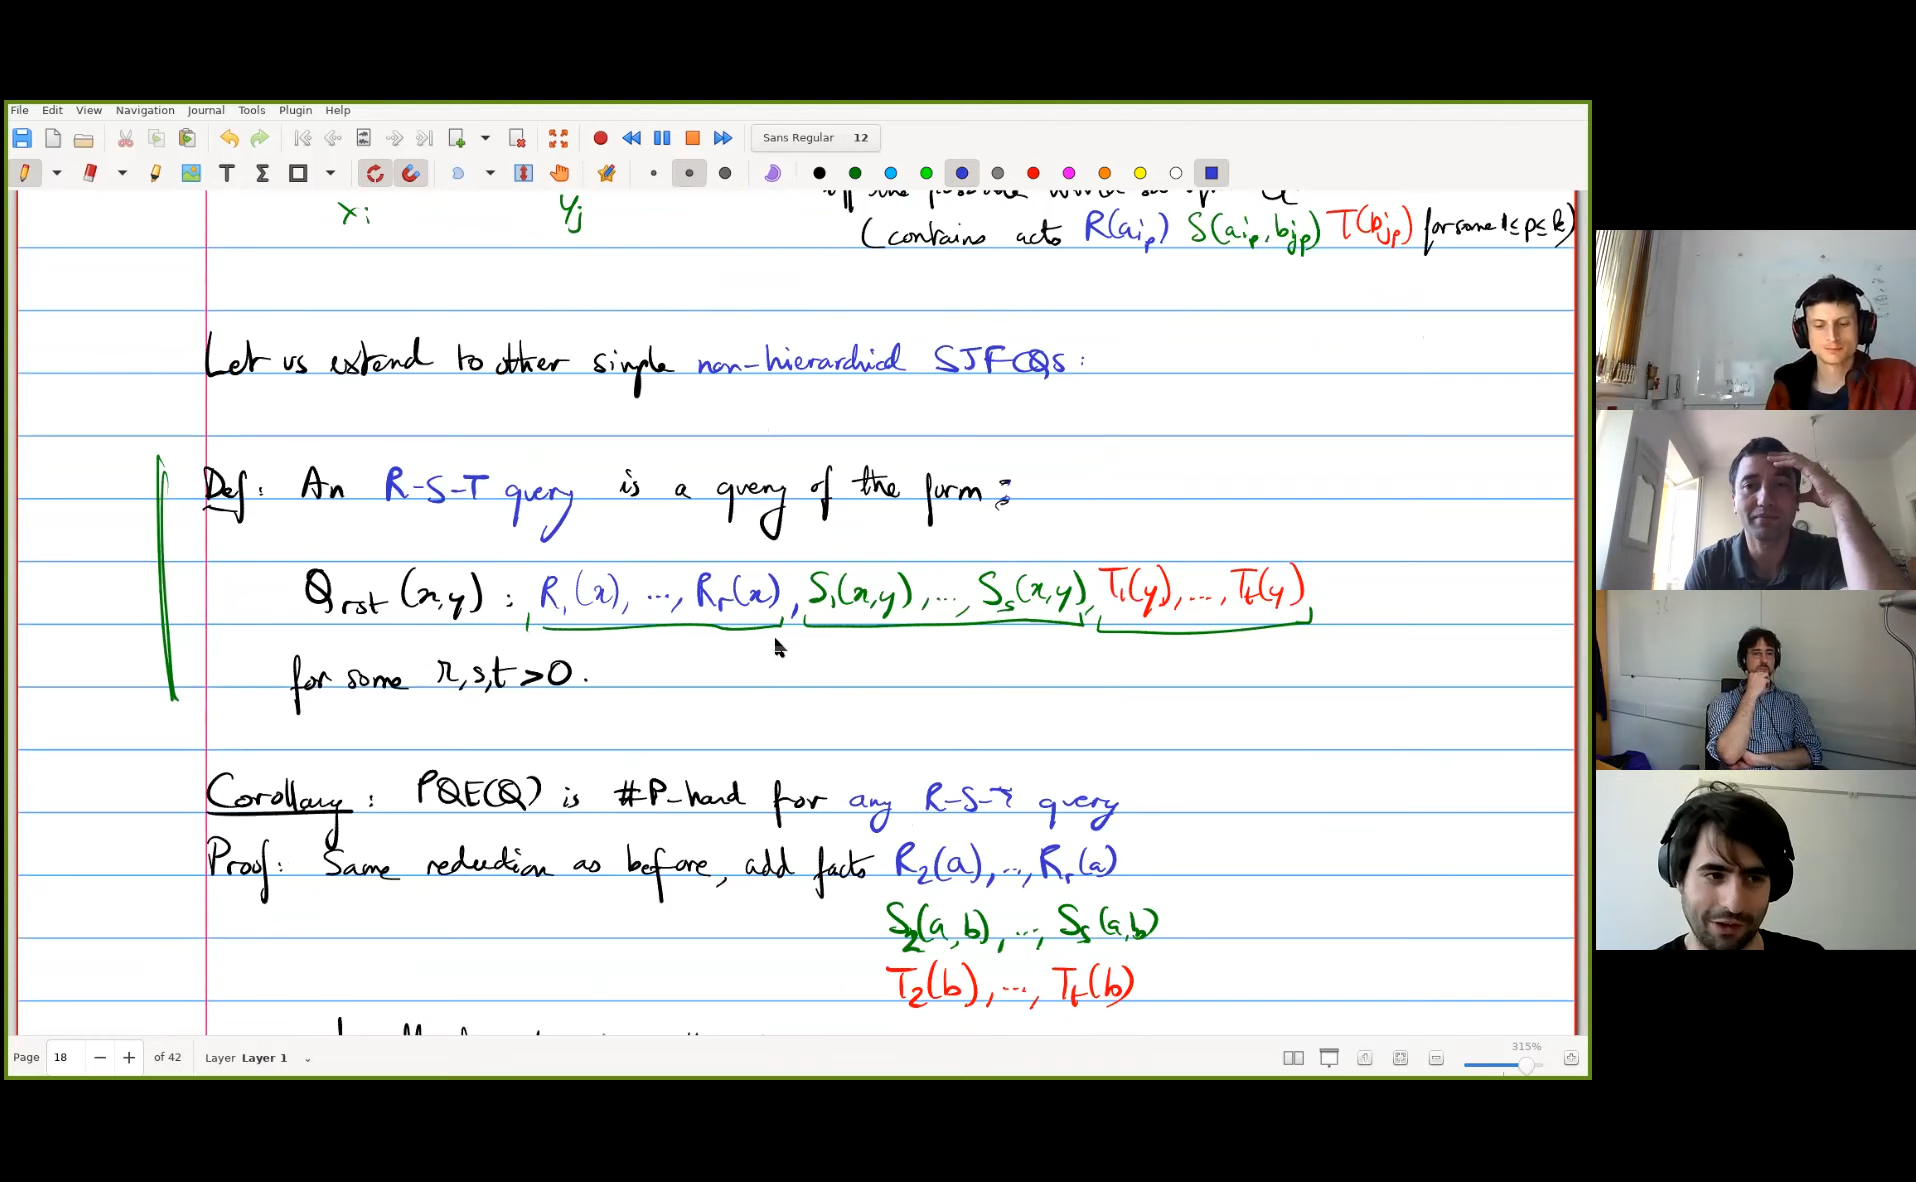 File Edit View Navigation Journal Tools Plugin Help
Sans Regular 12
xi yj
(contains acts R(aip) S(aip, bjp) T(bjp) for some 1≤p≤k)
Let us extend to other simple non-hierarchical SJFCQs:
Def: An R-S-T query is a query of the form:
Qrst(x,y): R1(x), ..., Rr(x), S1(x,y), ..., Ss(x,y), T1(y), ..., Tt(y)
for some r,s,t>0.
Corollary: PQE(Q) is #P-hard for any R-S-T query
Proof: Same reduction as before, add facts R2(a), ..., Rr(a)
S2(a,b), ..., Ss(a,b)
T2(b), ..., Tt(b)
315%
Page 18 of 42 Layer Layer 1